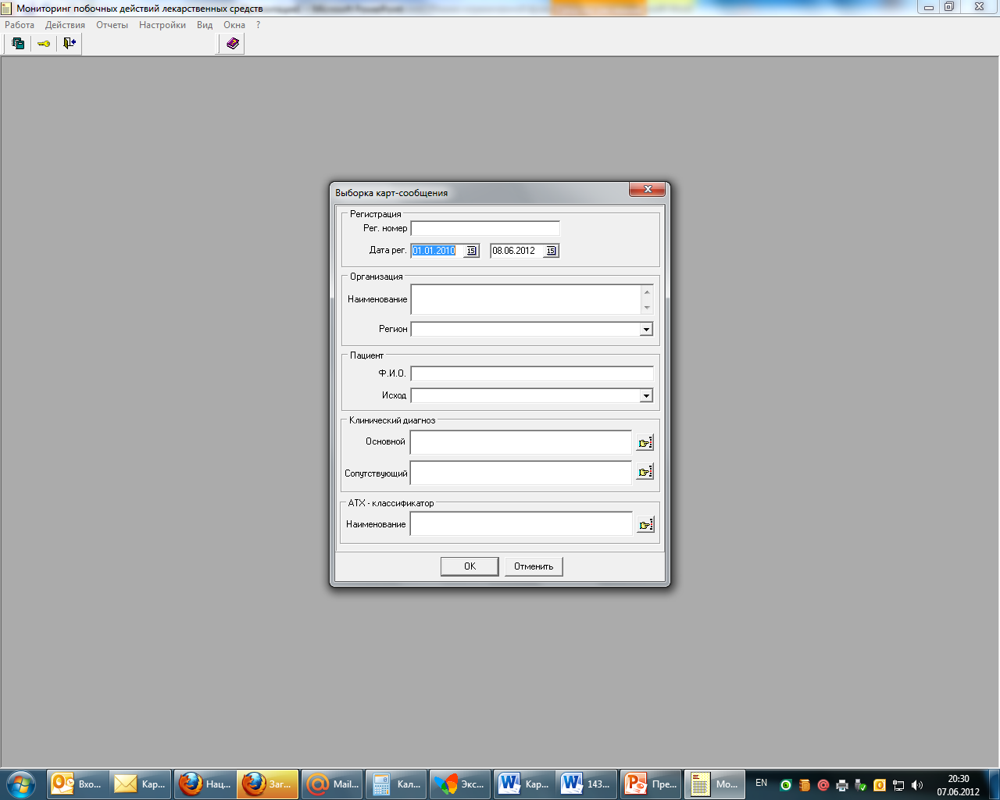 Мониторинг побочных действий лекарственных средств
Работа Действия Отчеты Настройки Вид Окна ?
Выборка карт-сообщения
Регистрация
Рег. номер
Дата рег. 01.01.2010 15 08.06.2012 15
Организация
Наименование
Регион
Пациент
Ф.И.О.
Исход
Клинический диагноз
Основной
Сопутствующий
АТХ - классификатор
Наименование
OK Отменить
Вхо... Кар... Нац... Заг... Mail... Кал... Экс... Кар... 143... Пре... Мо... EN 20:30
07.06.2012